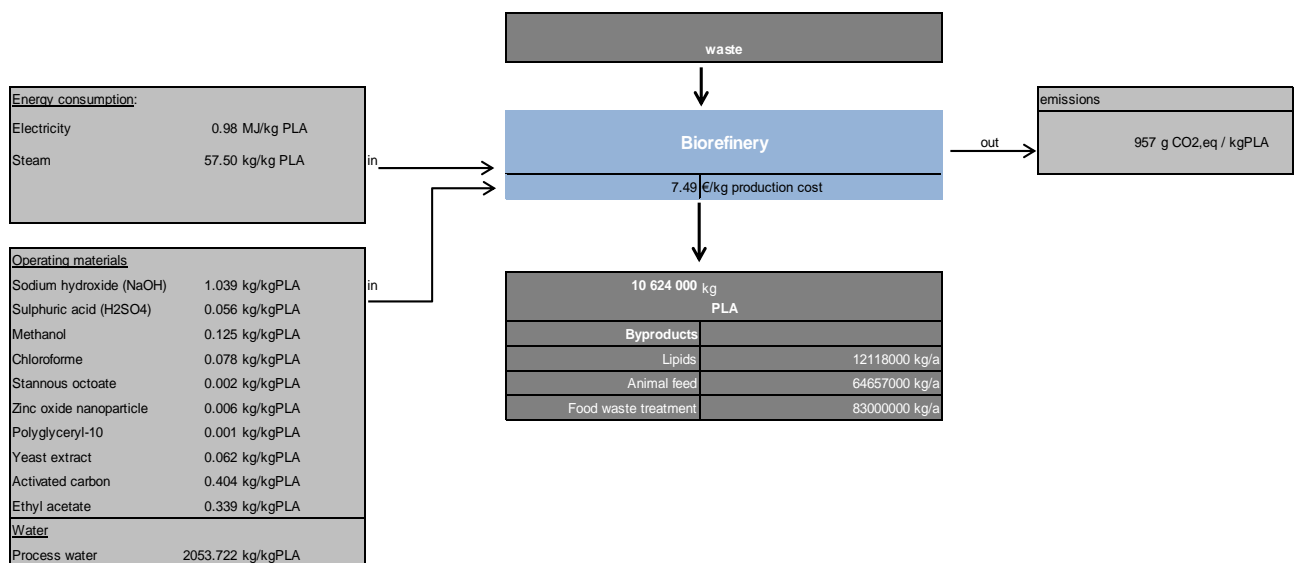 waste
Energy consumption:
Electricity 0.98 MJ/kg PLA
Steam 57.50 kg/kg PLA
in
Biorefinery
7.49 €/kg production cost
out
emissions
957 g CO2,eq / kgPLA
Operating materials
Sodium hydroxide (NaOH) 1.039 kg/kgPLA
in
Sulphuric acid (H2SO4) 0.056 kg/kgPLA
Methanol 0.125 kg/kgPLA
Chloroforme 0.078 kg/kgPLA
Stannous octoate 0.002 kg/kgPLA
Zinc oxide nanoparticle 0.006 kg/kgPLA
Polyglyceryl-10 0.001 kg/kgPLA
Yeast extract 0.062 kg/kgPLA
Activated carbon 0.404 kg/kgPLA
Ethyl acetate 0.339 kg/kgPLA
Water
Process water 2053.722 kg/kgPLA
10 624 000 kg
PLA
Byproducts
Lipids 12118000 kg/a
Animal feed 64657000 kg/a
Food waste treatment 83000000 kg/a